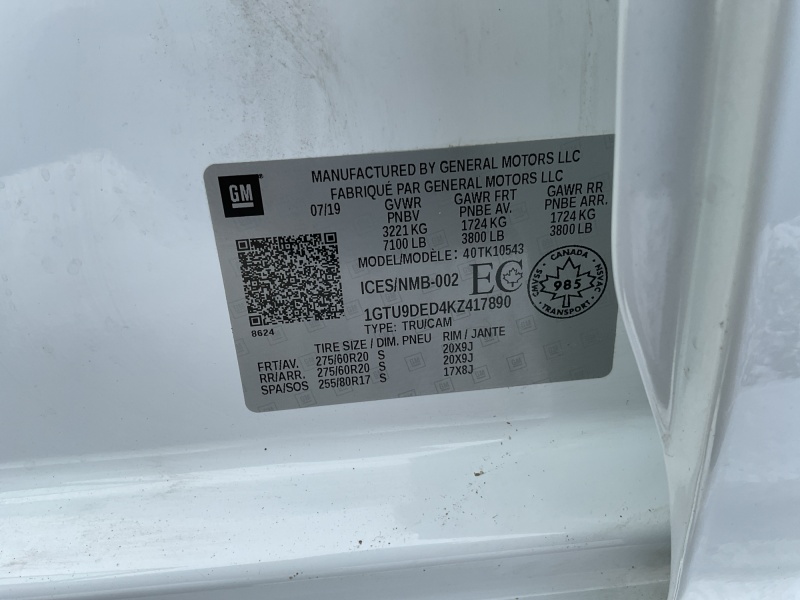 GM
MANUFACTURED BY GENERAL MOTORS LLC
FABRIQUÉ PAR GENERAL MOTORS LLC
07/19 GVWR GAWR FRT GAWR RR
PNBV PNBE AV. PNBE ARR.
3221 KG 1724 KG 1724 KG
7100 LB 3800 LB 3800 LB
MODEL/MODÈLE: 40TK10543
ICES/NMB-002 EC
CANADA
CMVSS 985 NSVAC
TRANSPORT
1GTU9DED4KZ417890
8624
TYPE: TRU/CAM
TIRE SIZE / DIM. PNEU RIM / JANTE
FRT/AV. 275/60R20 S 20X9J
RR/ARR. 275/60R20 S 20X9J
SPA/SOS 255/80R17 S 17X8J